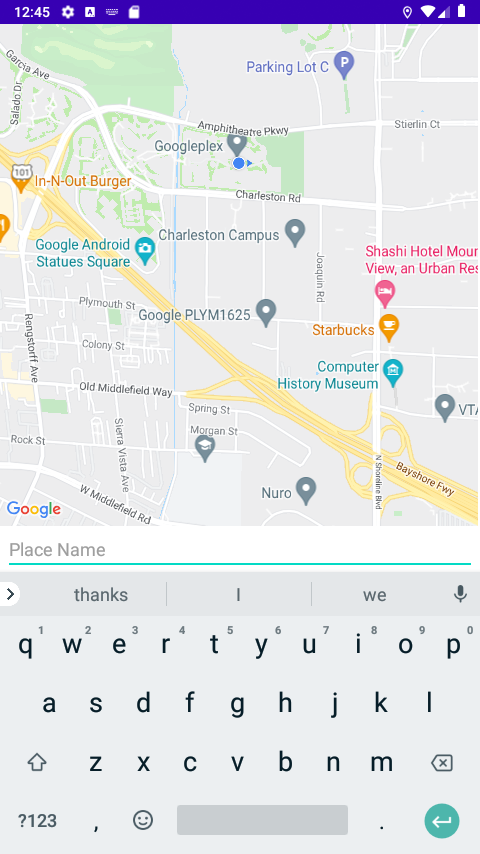 12:45
Garcia Ave
Salado Dr
Parking Lot C
P
Amphitheatre Pkwy
Stierlin Ct
Googleplex
101
In-N-Out Burger
Charleston Rd
Charleston Campus
Google Android
Statues Square
Joaquin Rd
Shashi Hotel Moun
View, an Urban Res
Plymouth St
Google PLYM1625
Starbucks
Rengstorff Ave
Colony St
Computer
History Museum
Old Middlefield Way
Spring St
VTA
Morgan St
Rock St
Sierra Vista Ave
Bayshore Fwy
N Shoreline Blvd
W Middlefield Rd
Nuro
Google
Place Name
thanks I we
q 1 w 2 e 3 r 4 t 5 y 6 u 7 i 8 o 9 p 0
a s d f g h j k l
z x c v b n m
?123 , .